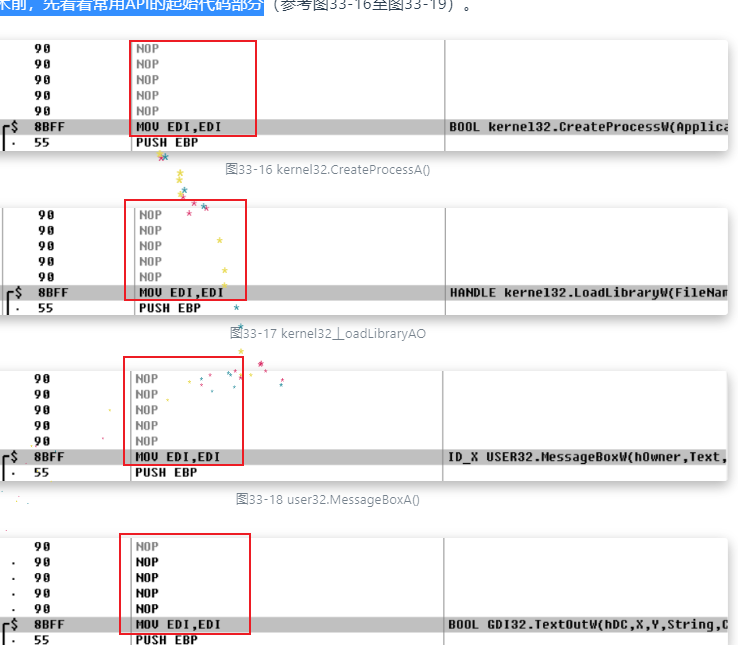 术前，先看看常用API的起始代码部分（参考图33-16至图33-19）。
90 NOP
90 NOP
90 NOP
90 NOP
90 NOP
$ 8BFF MOV EDI,EDI BOOL kernel32.CreateProcessW(Applica
. 55 PUSH EBP
图33-16 kernel32.CreateProcessA()
90 NOP
90 NOP
90 NOP
90 NOP
90 NOP
$ 8BFF MOV EDI,EDI HANDLE kernel32.LoadLibraryW(FileNam
. 55 PUSH EBP
图33-17 kernel32⊥oadLibraryAO
90 NOP
90 NOP
90 NOP
90 NOP
90 NOP
$ 8BFF MOV EDI,EDI ID_X USER32.MessageBoxW(hOwner,Text,
. 55 PUSH EBP
图33-18 user32.MessageBoxA()
90 NOP
. 90 NOP
. 90 NOP
. 90 NOP
. 90 NOP
$ 8BFF MOV EDI,EDI BOOL GDI32.TextOutW(hDC,X,Y,String,C
. 55 PUSH EBP